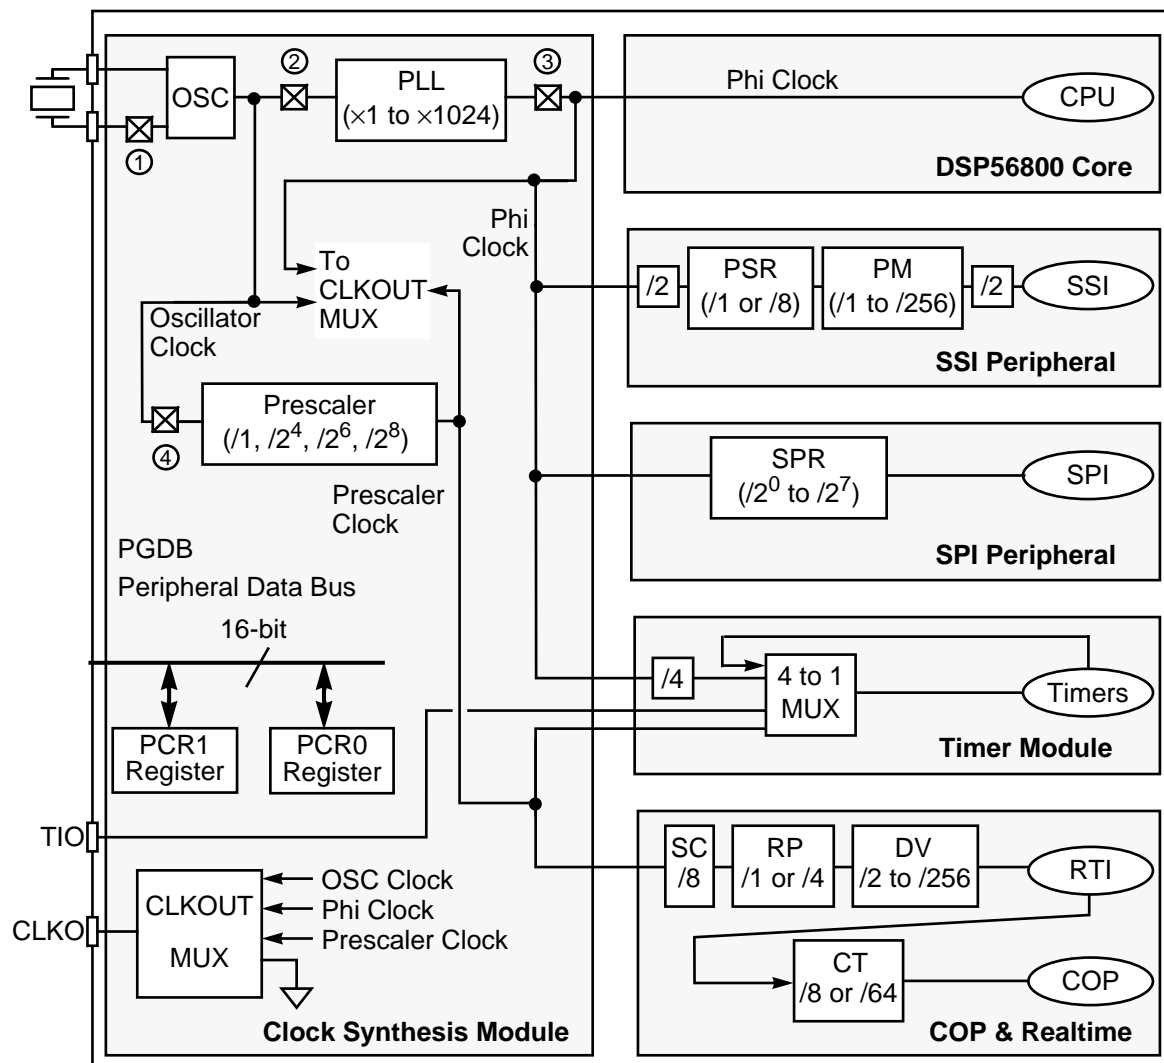 OSC
①
②
PLL
(×1 to ×1024)
③
Phi Clock
CPU
DSP56800 Core
Phi
Clock
To
CLKOUT
MUX
Oscillator
Clock
④
Prescaler
(/1, /2⁴, /2⁶, /2⁸)
Prescaler
Clock
/2
PSR
(/1 or /8)
PM
(/1 to /256)
/2
SSI
SSI Peripheral
SPR
(/2⁰ to /2⁷)
SPI
SPI Peripheral
PGDB
Peripheral Data Bus
16-bit
PCR1
Register
PCR0
Register
/4
4 to 1
MUX
Timers
Timer Module
TIO
CLKO
CLKOUT
MUX
OSC Clock
Phi Clock
Prescaler Clock
Clock Synthesis Module
SC
/8
RP
/1 or /4
DV
/2 to /256
RTI
CT
/8 or /64
COP
COP & Realtime